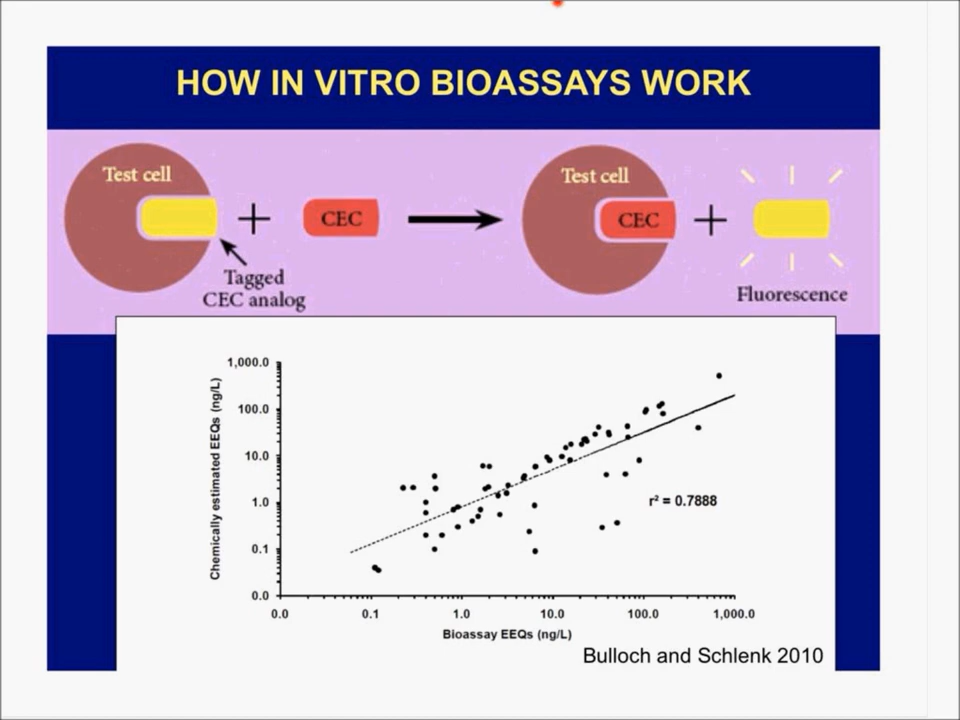 HOW IN VITRO BIOASSAYS WORK
Test cell
CEC
Tagged
CEC analog
Test cell
CEC
Fluorescence
Chemically estimated EEQs (ng/L)
1,000.0
100.0
10.0
1.0
0.1
0.0
r² = 0.7888
0.0 0.1 1.0 10.0 100.0 1,000.0
Bioassay EEQs (ng/L)
Bulloch and Schlenk 2010